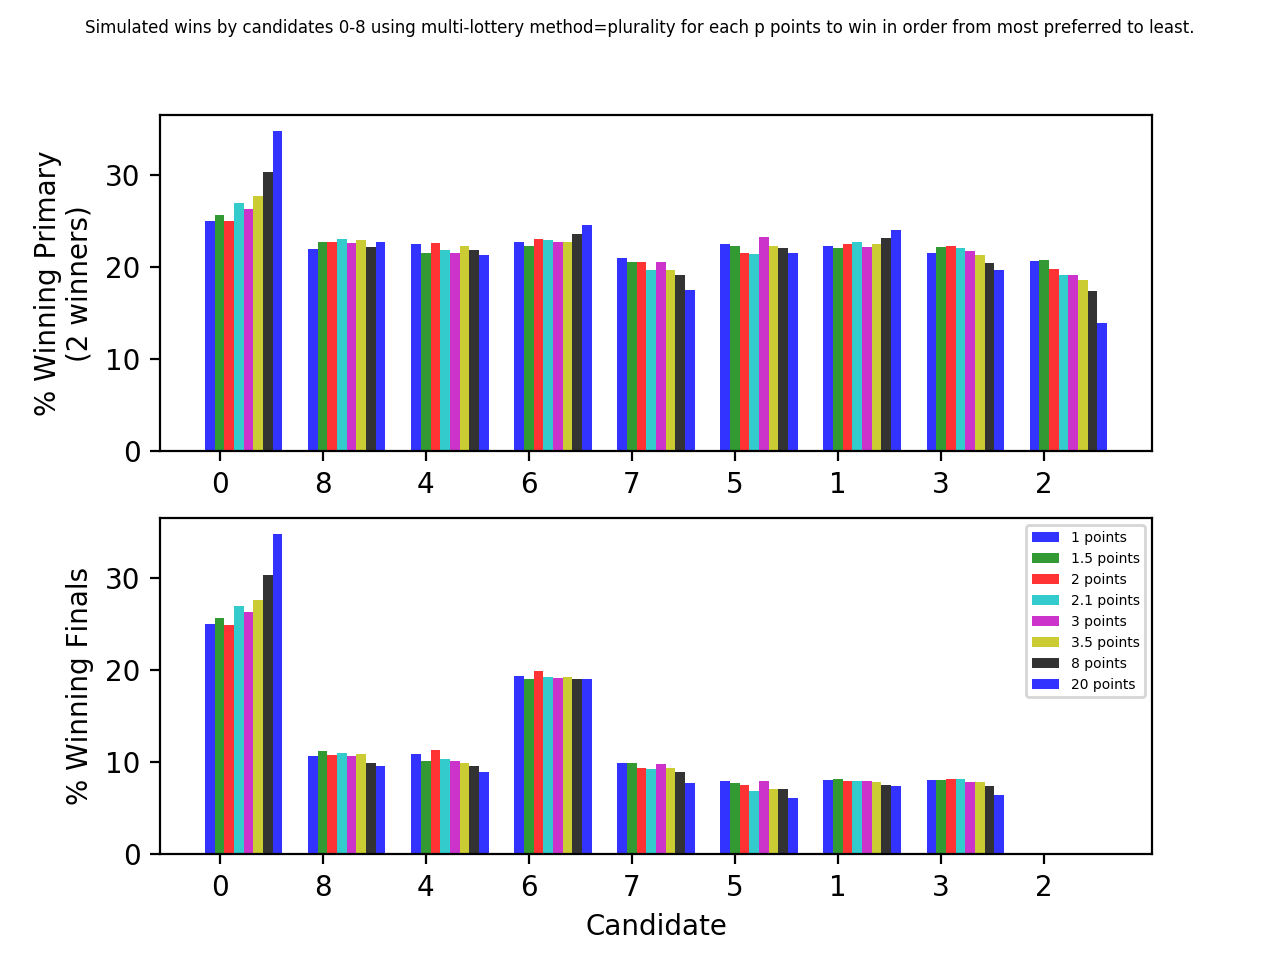 Simulated wins by candidates 0-8 using multi-lottery method=plurality for each p points to win in order from most preferred to least.
% Winning Primary
(2 winners)
30
20
10
0
0 8 4 6 7 5 1 3 2
% Winning Finals
30
20
10
0
1 points
1.5 points
2 points
2.1 points
3 points
3.5 points
8 points
20 points
0 8 4 6 7 5 1 3 2
Candidate